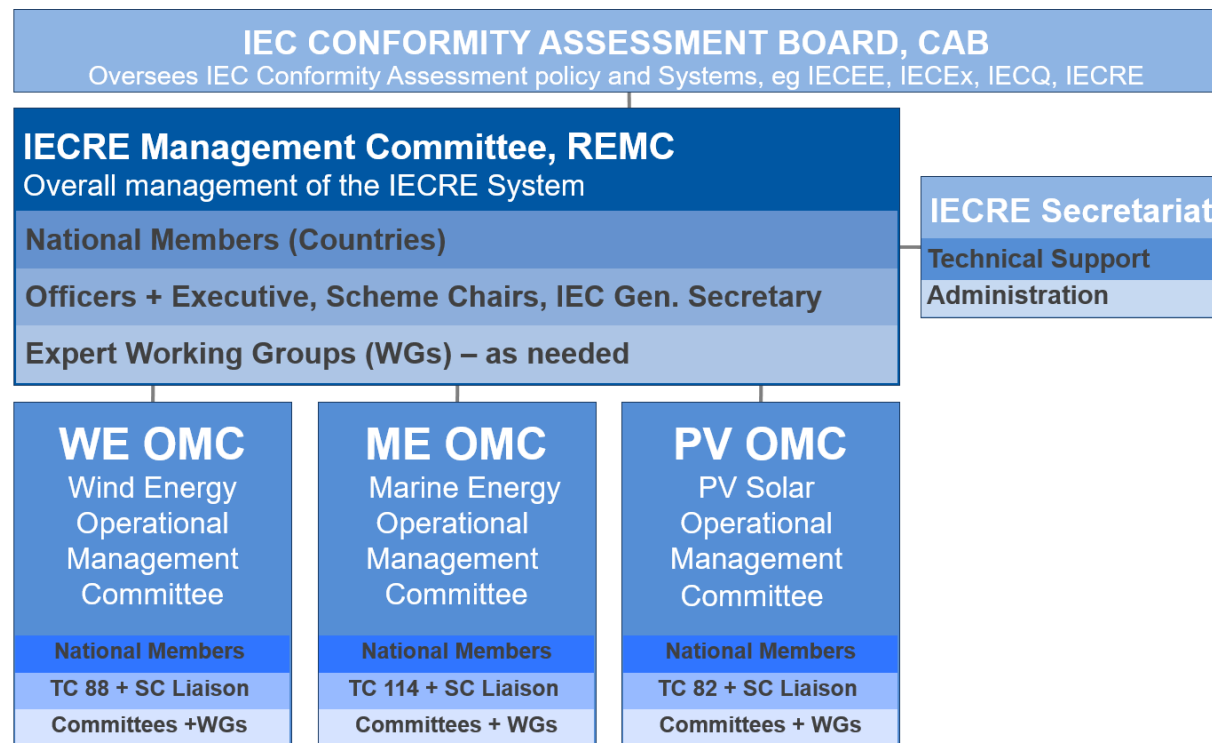 IEC CONFORMITY ASSESSMENT BOARD, CAB
Oversees IEC Conformity Assessment policy and Systems, eg IECEE, IECEx, IECQ, IECRE
IECRE Management Committee, REMC
Overall management of the IECRE System
National Members (Countries)
Officers + Executive, Scheme Chairs, IEC Gen. Secretary
Expert Working Groups (WGs) – as needed
IECRE Secretariat
Technical Support
Administration
WE OMC
Wind Energy
Operational
Management
Committee
National Members
TC 88 + SC Liaison
Committees +WGs
ME OMC
Marine Energy
Operational
Management
Committee
National Members
TC 114 + SC Liaison
Committees + WGs
PV OMC
PV Solar
Operational
Management
Committee
National Members
TC 82 + SC Liaison
Committees + WGs